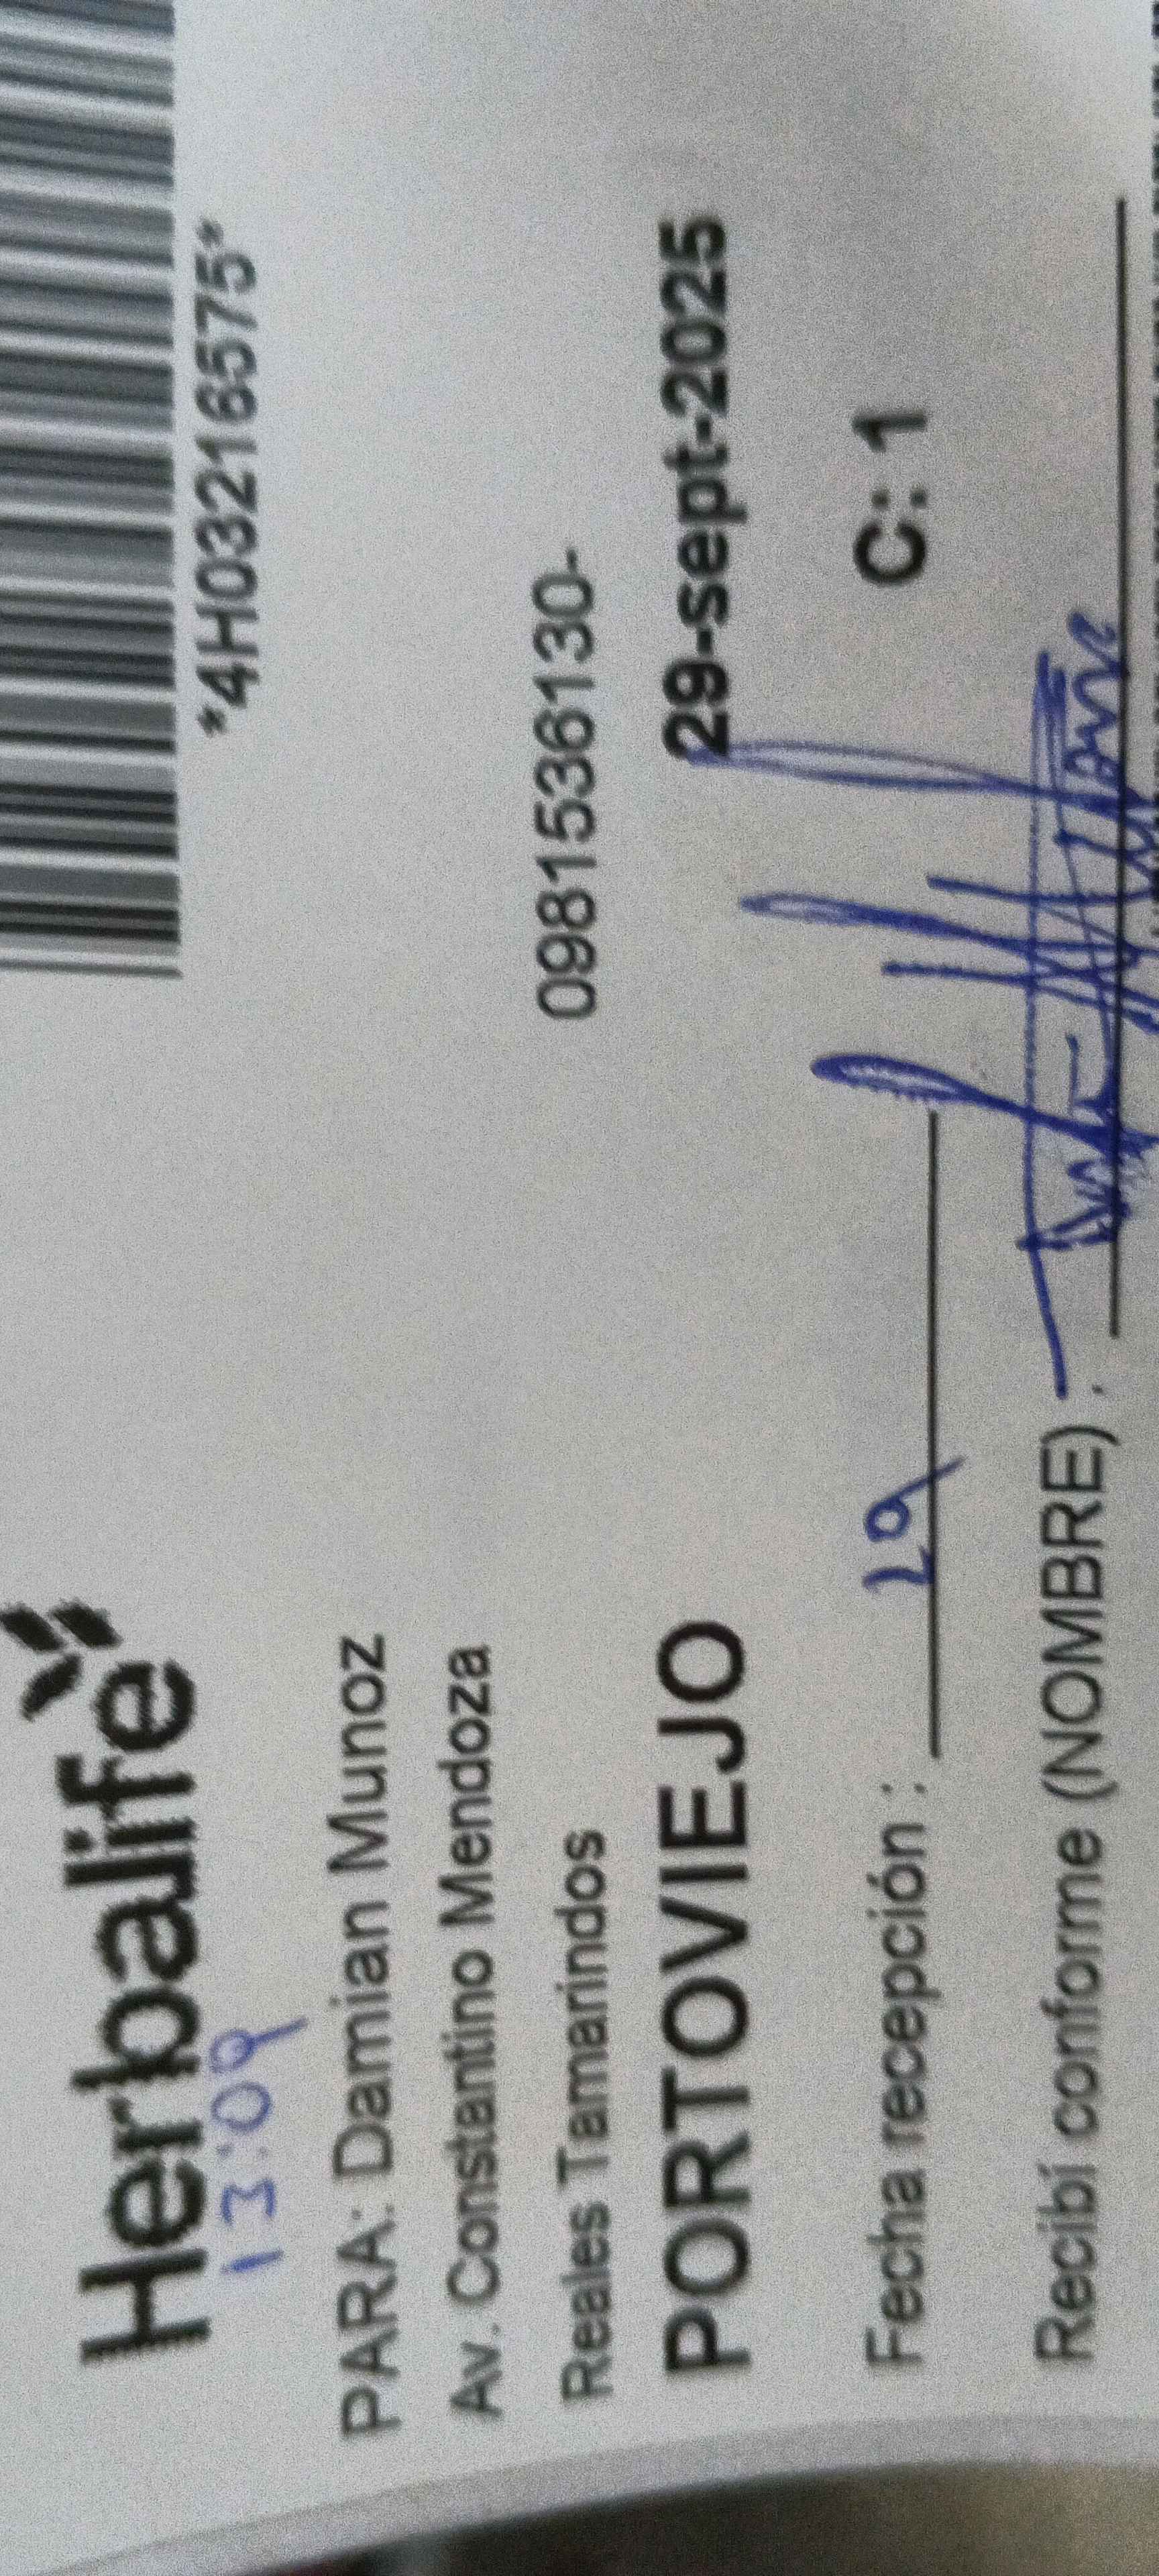 *4H03216575*
Herbalife
13:09
PARA: Damian Munoz
Av. Constantino Mendoza
Reales Tamarindos 0981536130-
PORTOVIEJO 29-sept-2025
Fecha recepción : 29 C: 1
Recibí conforme (NOMBRE) :